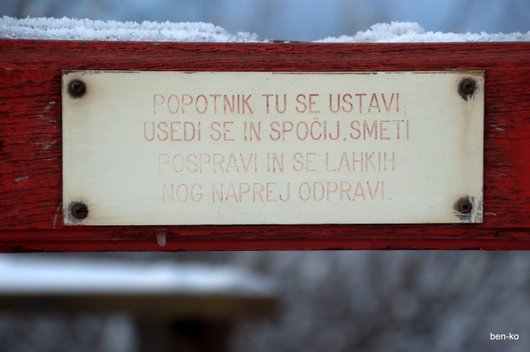 POPOTNIK TU SE USTAVI,
USEDI SE IN SPOČIJ, SMETI
POSPRAVI IN SE LAHKIH
NOG NAPREJ ODPRAVI.
ben-ko